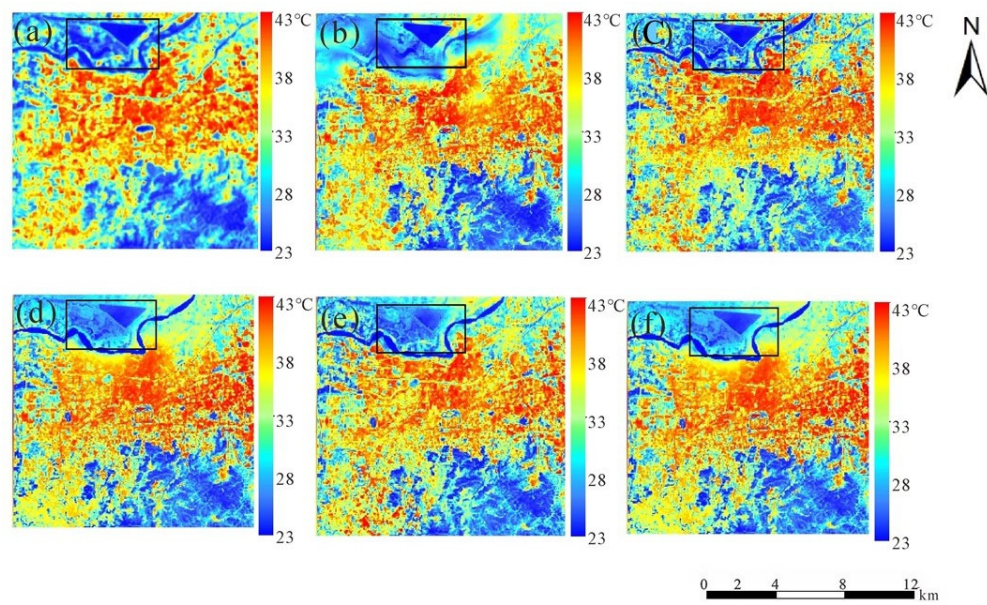 (a) 43℃ 38 33 28 23
(b) 43℃ 38 33 28 23
(C) 43℃ 38 33 28 23
N
(d) 43℃ 38 33 28 23
(e) 43℃ 38 33 28 23
(f) 43℃ 38 33 28 23
0 2 4 8 12
km